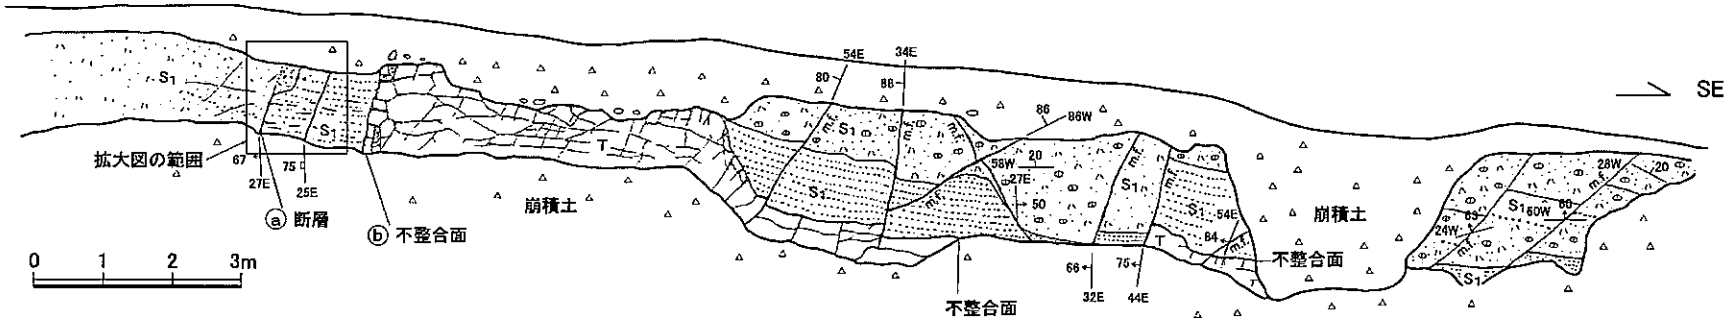 54E
34E
80
88
86
86W
SE
S1
S1
S1
S1
S1
S1
S1
S1
S1
T
T
T
m.f.
m.f.
m.f.
m.f.
m.f.
m.f.
m.f.
m.f.
m.f.
拡大図の範囲
67
75
27E
25E
ⓐ 断層
ⓑ 不整合面
崩積土
58W
20
27E
50
54E
84
66
75
32E
44E
不整合面
不整合面
崩積土
28W
20
63
60W
60
24W
0 1 2 3m